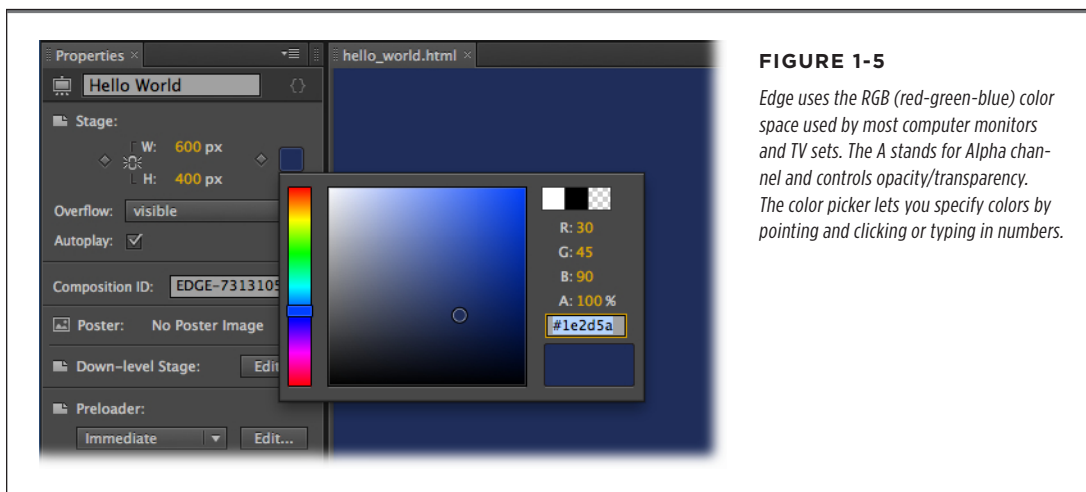 Properties ×
hello_world.html ×
Hello World
{}
Stage:
W: 600 px
H: 400 px
Overflow: visible
Autoplay:
Composition ID: EDGE-7313105
Poster: No Poster Image
Down-level Stage: Edit
Preloader:
Immediate
Edit...
R: 30
G: 45
B: 90
A: 100 %
#1e2d5a
FIGURE 1-5
Edge uses the RGB (red-green-blue) color
space used by most computer monitors
and TV sets. The A stands for Alpha chan-
nel and controls opacity/transparency.
The color picker lets you specify colors by
pointing and clicking or typing in numbers.